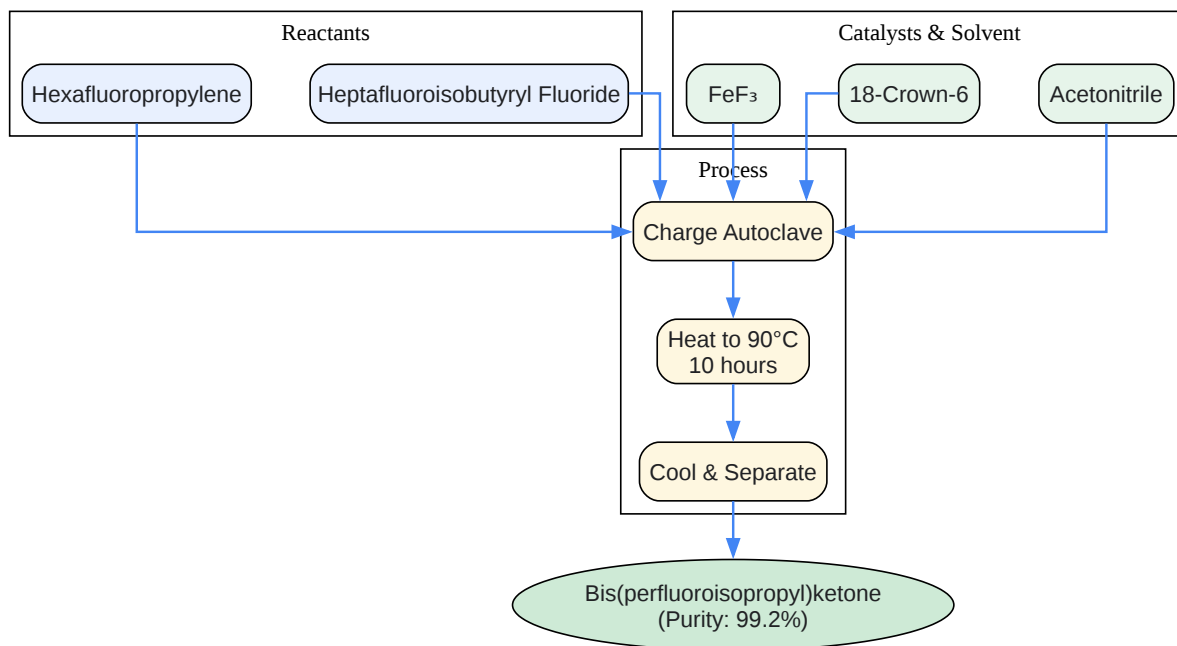 Reactants
Catalysts & Solvent
Hexafluoropropylene
Heptafluoroisobutyryl Fluoride
FeF₃
18-Crown-6
Acetonitrile
Process
Charge Autoclave
Heat to 90°C
10 hours
Cool & Separate
Bis(perfluoroisopropyl)ketone
(Purity: 99.2%)